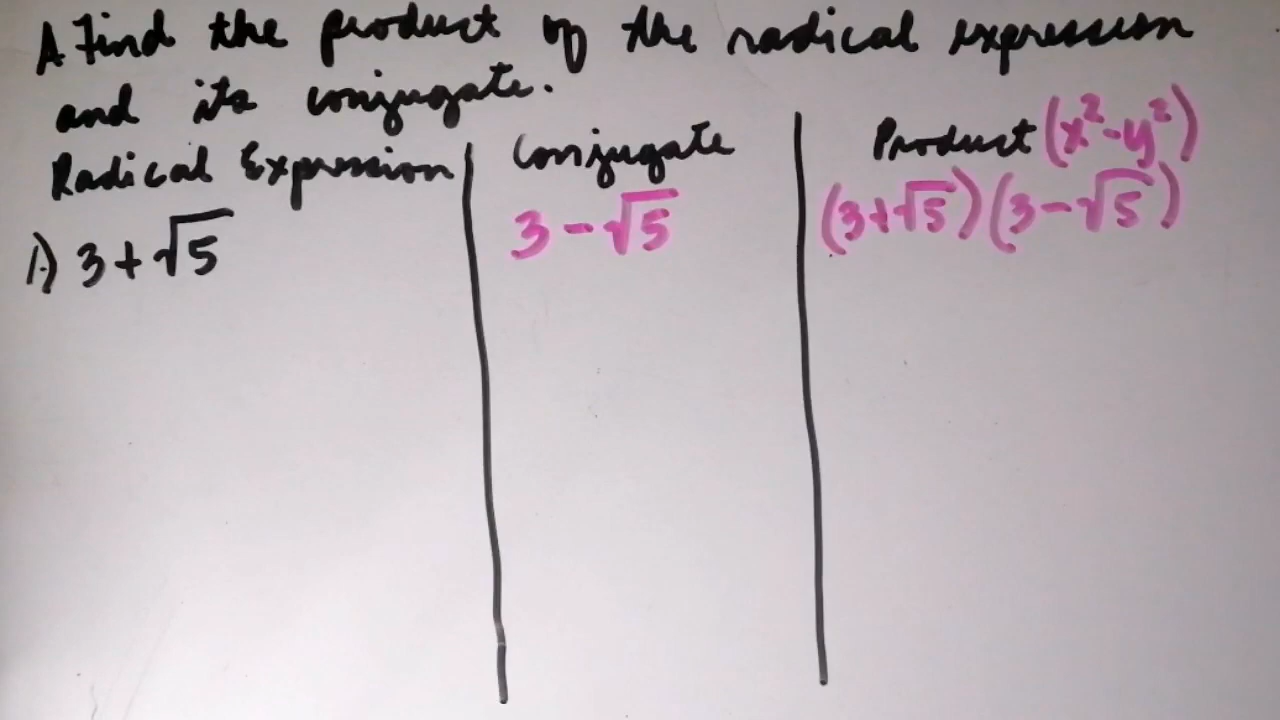 A Find the product of the radical expression
and its conjugate.
Radical Expression
Conjugate
Product (x²-y²)
1.) 3+√5
3-√5
(3+√5)(3-√5)